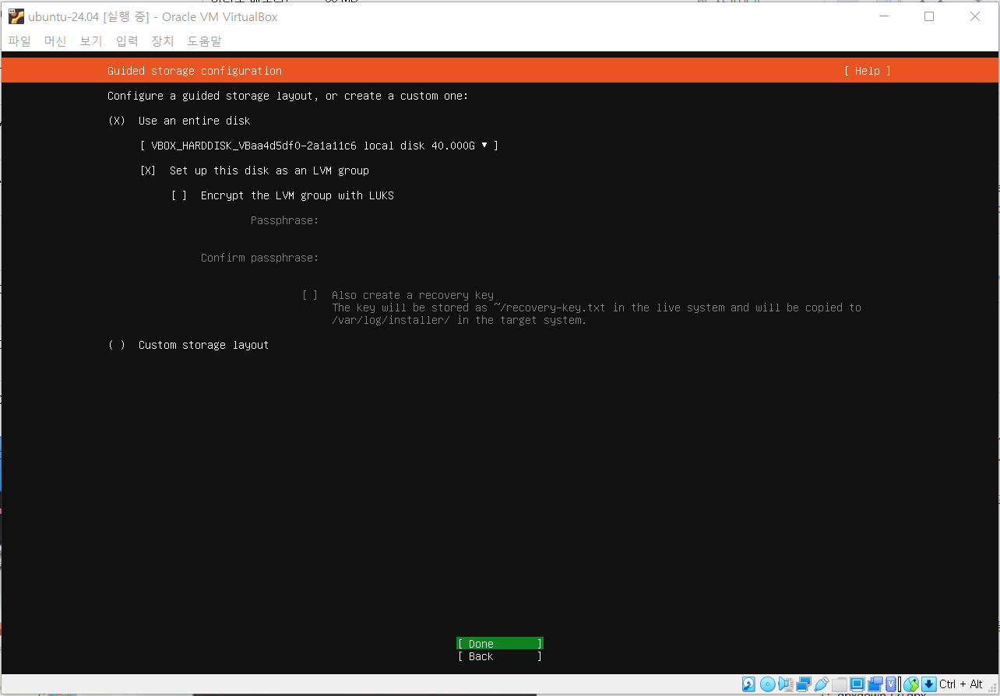 ubuntu-24.04 [실행 중] - Oracle VM VirtualBox
파일 머신 보기 입력 장치 도움말
Guided storage configuration [ Help ]
Configure a guided storage layout, or create a custom one:
(X) Use an entire disk
[ VBOX_HARDDISK_VBaa4d5df0-2a1a11c6 local disk 40.000G ▾ ]
[X] Set up this disk as an LVM group
[ ] Encrypt the LVM group with LUKS
Passphrase:
Confirm passphrase:
[ ] Also create a recovery key
The key will be stored as ~/recovery-key.txt in the live system and will be copied to
/var/log/installer/ in the target system.
( ) Custom storage layout
[ Done ]
[ Back ]
Ctrl + Alt